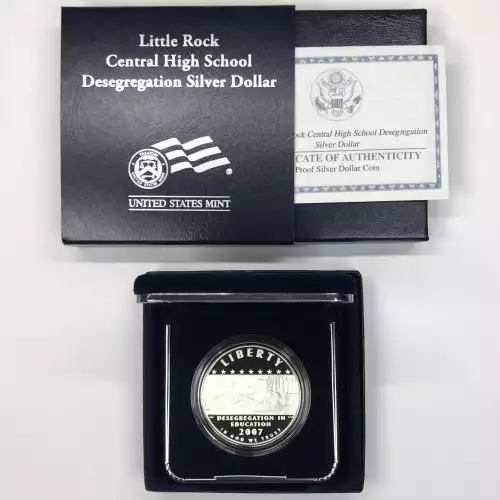 Little Rock
Central High School
Desegregation Silver Dollar
UNITED STATES MINT
Rock Central High School Desegregation
Silver Dollar
CATE OF AUTHENTICITY
Proof Silver Dollar Coin
LIBERTY
DESEGREGATION IN
EDUCATION
2007
IN GOD WE TRUST